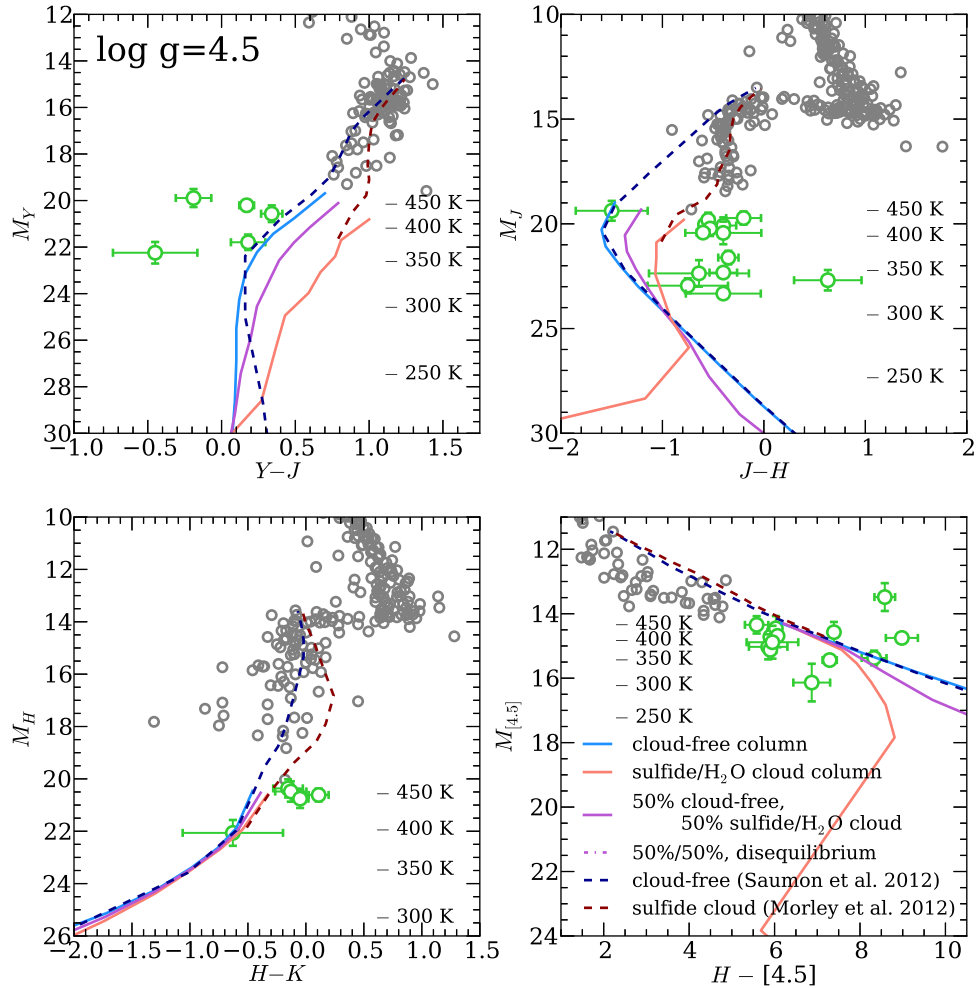 log g=4.5
12
14
16
18
20
22
24
26
28
30
M_Y
450 K
400 K
350 K
300 K
250 K
−1.0 −0.5 0.0 0.5 1.0 1.5
Y−J
10
15
20
25
30
M_J
450 K
400 K
350 K
300 K
250 K
−2 −1 0 1 2
J−H
10
12
14
16
18
20
22
24
26
M_H
450 K
400 K
350 K
300 K
−2.0 −1.5 −1.0 −0.5 0.0 0.5 1.0 1.5
H−K
12
14
16
18
20
22
24
M_[4.5]
450 K
400 K
350 K
300 K
250 K
cloud-free column
sulfide/H₂O cloud column
50% cloud-free,
50% sulfide/H₂O cloud
50%/50%, disequilibrium
cloud-free (Saumon et al. 2012)
sulfide cloud (Morley et al. 2012)
2 4 6 8 10
H − [4.5]